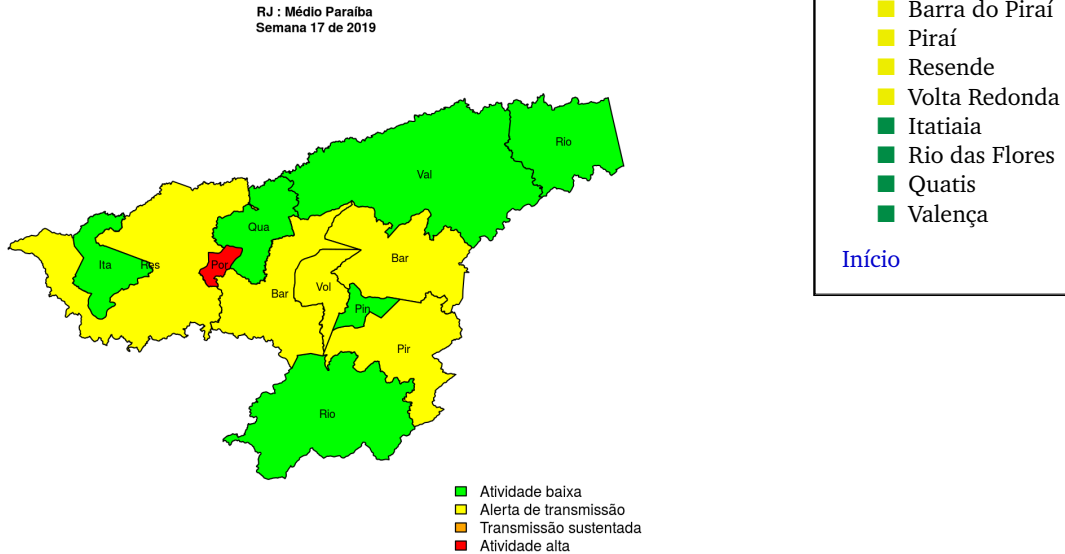 RJ : Médio Paraíba
Semana 17 de 2019
Rio
Val
Qua
Ita
Res
Por
Bar
Bar
Vol
Pin
Pir
Rio
Atividade baixa
Alerta de transmissão
Transmissão sustentada
Atividade alta
Barra do Piraí
Piraí
Resende
Volta Redonda
Itatiaia
Rio das Flores
Quatis
Valença
Início